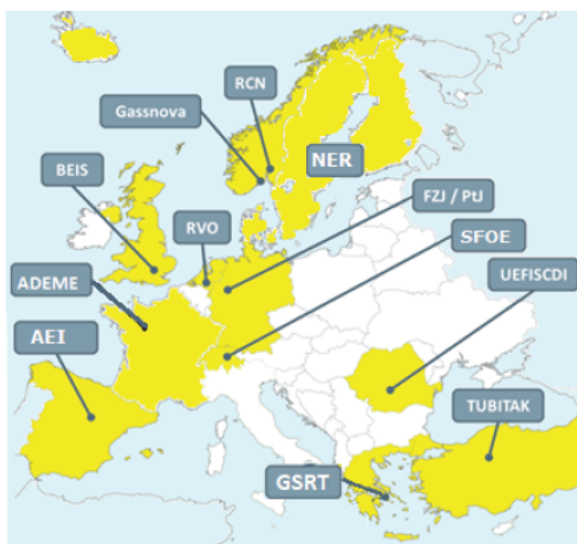 RCN
Gassnova
NER
BEIS
FZJ / PtJ
RVO
SFOE
UEFISCDI
ADEME
AEI
TUBITAK
GSRT